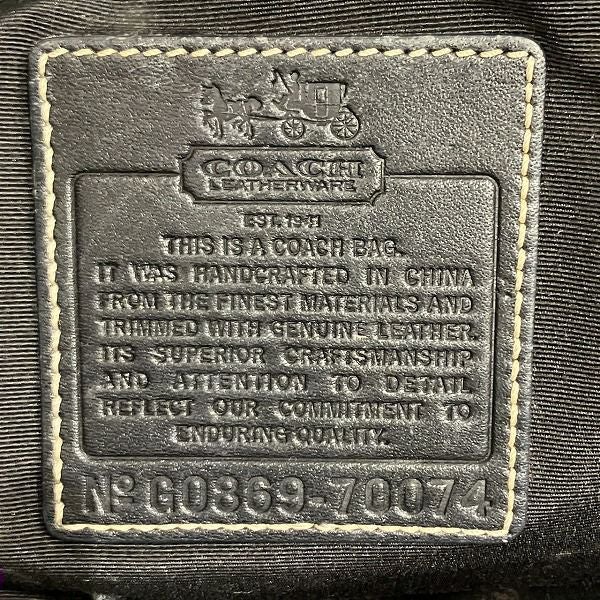 COACH
LEATHERWARE
EST. 1941
THIS IS A COACH BAG.
IT WAS HANDCRAFTED IN CHINA
FROM THE FINEST MATERIALS AND
TRIMMED WITH GENUINE LEATHER.
ITS SUPERIOR CRAFTSMANSHIP
AND ATTENTION TO DETAIL
REFLECT OUR COMMITMENT TO
ENDURING QUALITY.
Nº G0869-70074